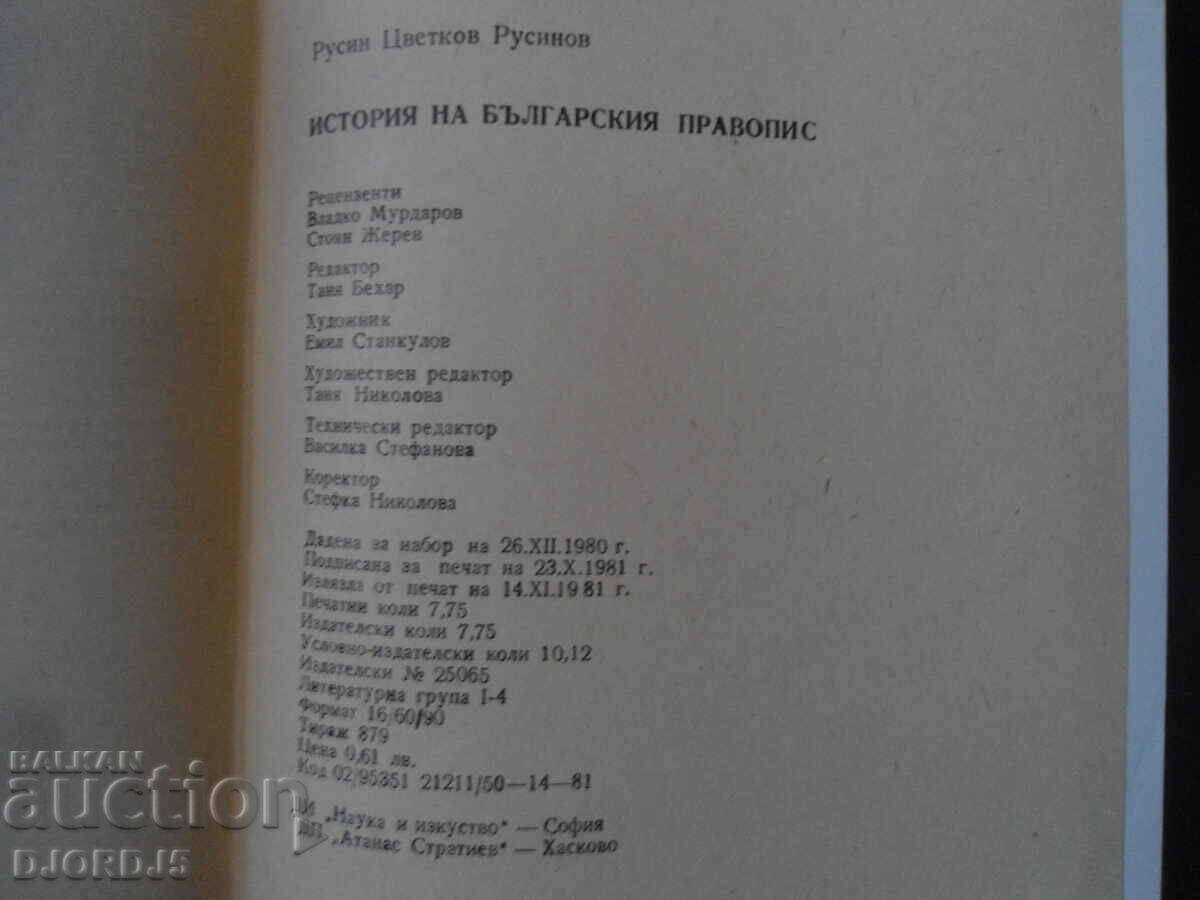 Русин Цветков Русинов
ИСТОРИЯ НА БЪЛГАРСКИЯ ПРАВОПИС
Рецензенти
Владко Мурдаров
Стоян Жерев
Редактор
Таня Бехар
Художник
Емил Станкулов
Художествен редактор
Таня Николова
Технически редактор
Василка Стефанова
Коректор
Стефка Николова
Дадена за набор на 26.XII.1980 г.
Подписана за печат на 23.X.1981 г.
Излязла от печат на 14.XI.1981 г.
Печатни коли 7,75
Издателски коли 7,75
Условно-издателски коли 10,12
Издателски № 25065
Литературна група I-4
Формат 16/60/90
Тираж 879
Цена 0,61 лв.
Код 02/95351 21211/50—14—81
ДИ „Наука и изкуство" — София
ДП „Атанас Стратиев" — Хасково
BALKAN
auction
DJORDJ5